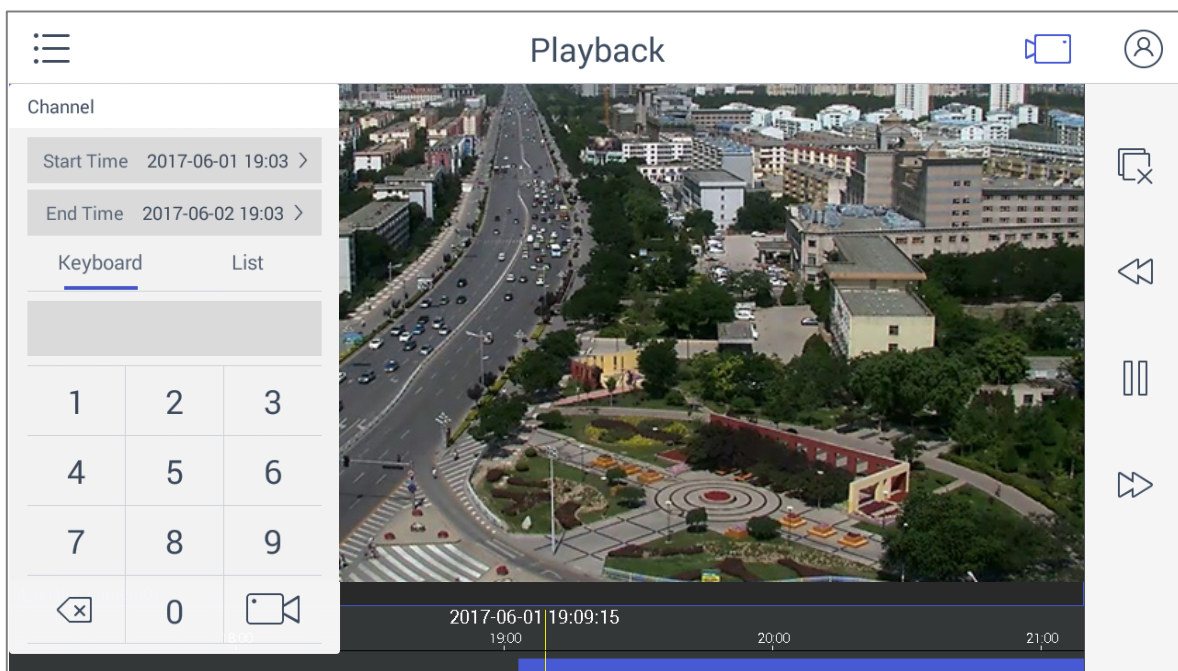 Playback
Channel
Start Time 2017-06-01 19:03 >
End Time 2017-06-02 19:03 >
Keyboard List
1 2 3
4 5 6
7 8 9
0
2017-06-01 19:09:15
19:00 20:00 21:00